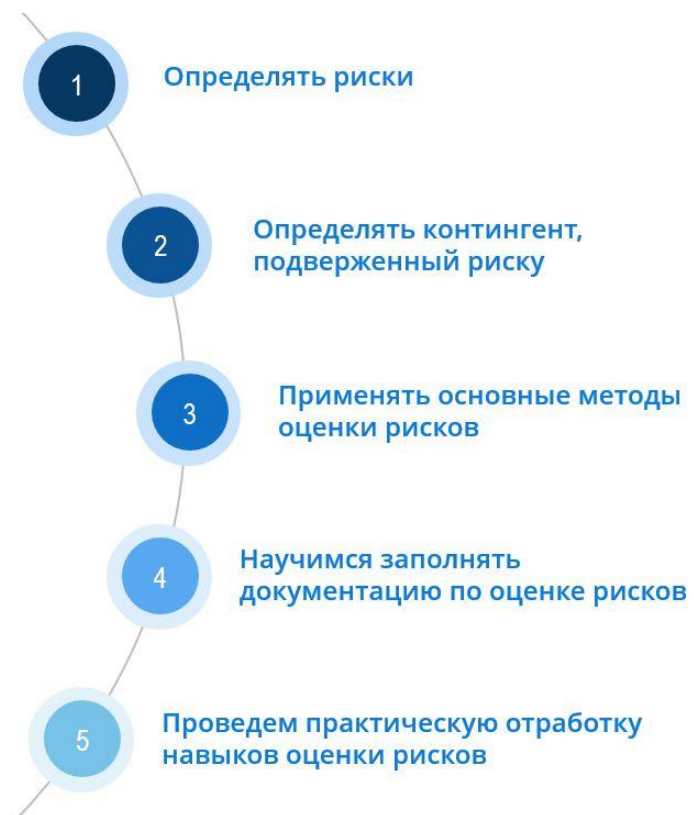 1
Определять риски
2
Определять контингент,
подверженный риску
3
Применять основные методы
оценки рисков
4
Научимся заполнять
документацию по оценке рисков
5
Проведем практическую отработку
навыков оценки рисков